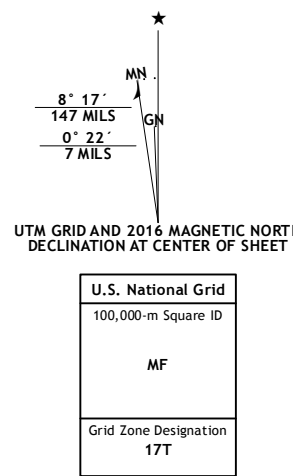 MN
GN
8° 17´
147 MILS
0° 22´
7 MILS
UTM GRID AND 2016 MAGNETIC NORTH
DECLINATION AT CENTER OF SHEET
U.S. National Grid
100,000-m Square ID
MF
Grid Zone Designation
17T